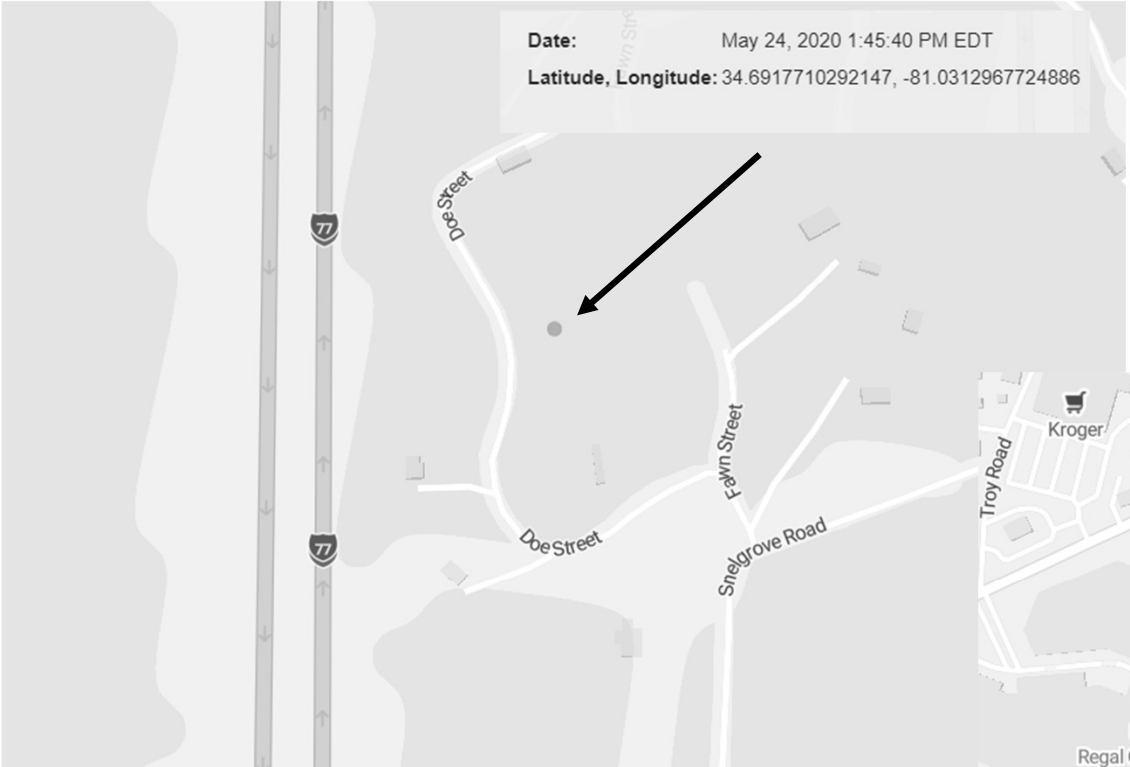 Date: May 24, 2020 1:45:40 PM EDT
Latitude, Longitude: 34.6917710292147, -81.0312967724886
Doe Street
77
Kroger
Fawn Street
Troy Road
Doe Street
Snelgrove Road
77
Regal